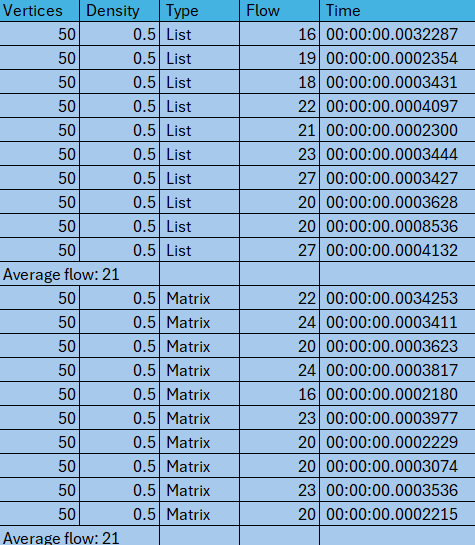 Vertices Density Type Flow Time
50 0.5 List 16 00:00:00.0032287
50 0.5 List 19 00:00:00.0002354
50 0.5 List 18 00:00:00.0003431
50 0.5 List 22 00:00:00.0004097
50 0.5 List 21 00:00:00.0002300
50 0.5 List 23 00:00:00.0003444
50 0.5 List 27 00:00:00.0003427
50 0.5 List 20 00:00:00.0003628
50 0.5 List 20 00:00:00.0008536
50 0.5 List 27 00:00:00.0004132
Average flow: 21
50 0.5 Matrix 22 00:00:00.0034253
50 0.5 Matrix 24 00:00:00.0003411
50 0.5 Matrix 20 00:00:00.0003623
50 0.5 Matrix 24 00:00:00.0003817
50 0.5 Matrix 16 00:00:00.0002180
50 0.5 Matrix 23 00:00:00.0003977
50 0.5 Matrix 20 00:00:00.0002229
50 0.5 Matrix 20 00:00:00.0003074
50 0.5 Matrix 23 00:00:00.0003536
50 0.5 Matrix 20 00:00:00.0002215
Average flow: 21